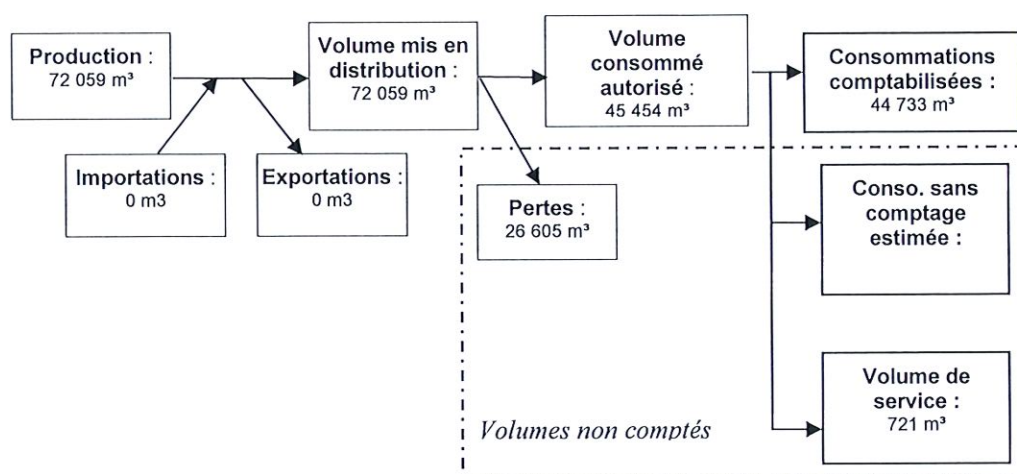 Production :
72 059 m³
Volume mis en
distribution :
72 059 m³
Volume
consommé
autorisé :
45 454 m³
Consommations
comptabilisées :
44 733 m³
Importations :
0 m3
Exportations :
0 m3
Pertes :
26 605 m³
Conso. sans
comptage
estimée :
Volume de
service :
721 m³
Volumes non comptés